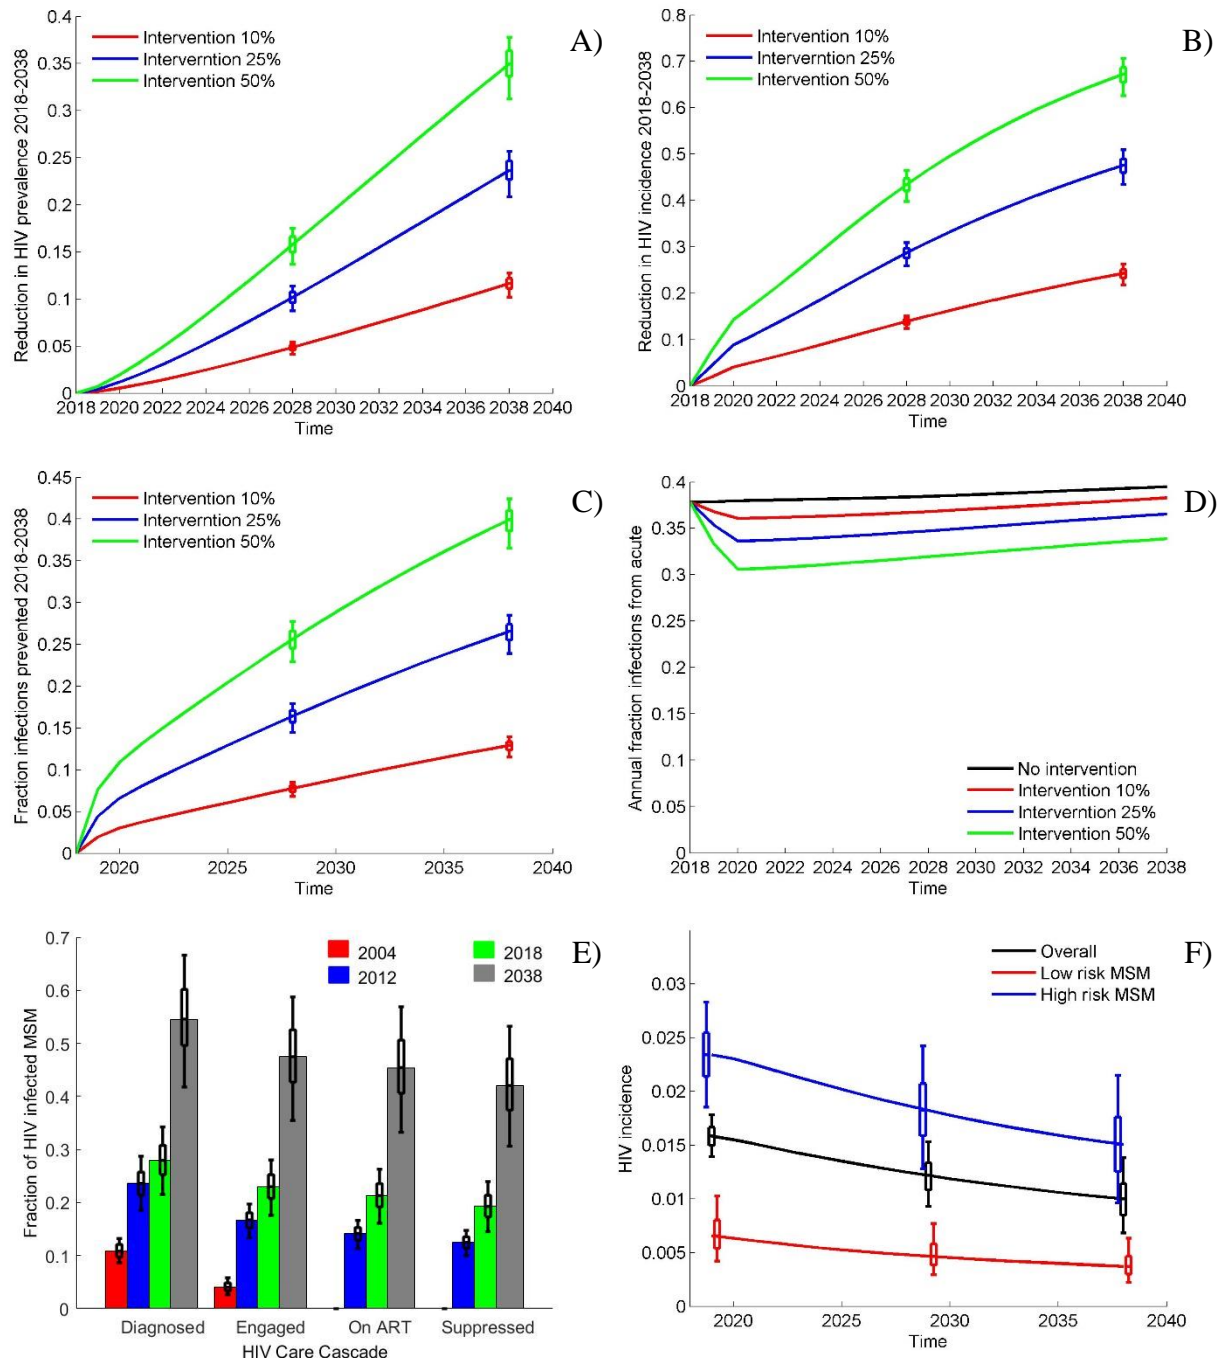 A)
Reduction in HIV prevalence 2018-2038
0.4
0.35
0.3
0.25
0.2
0.15
0.1
0.05
0
Intervention 10%
Interverntion 25%
Intervention 50%
2018 2020 2022 2024 2026 2028 2030 2032 2034 2036 2038 2040
Time
B)
Reduction in HIV incidence 2018-2038
0.8
0.7
0.6
0.5
0.4
0.3
0.2
0.1
0
Intervention 10%
Interverntion 25%
Intervention 50%
2018 2020 2022 2024 2026 2028 2030 2032 2034 2036 2038 2040
Time
C)
Fraction infections prevented 2018-2038
0.45
0.4
0.35
0.3
0.25
0.2
0.15
0.1
0.05
0
Intervention 10%
Interverntion 25%
Intervention 50%
2020 2025 2030 2035 2040
Time
D)
Annual fraction infections from acute
0.4
0.35
0.3
0.25
0.2
0.15
0.1
0.05
0
No intervention
Intervention 10%
Interverntion 25%
Intervention 50%
2018 2020 2022 2024 2026 2028 2030 2032 2034 2036 2038
Time
E)
Fraction of HIV infected MSM
0.7
0.6
0.5
0.4
0.3
0.2
0.1
0
2004 2018
2012 2038
Diagnosed Engaged On ART Suppressed
HIV Care Cascade
F)
HIV incidence
0.03
0.025
0.02
0.015
0.01
0.005
0
Overall
Low risk MSM
High risk MSM
2020 2025 2030 2035 2040
Time